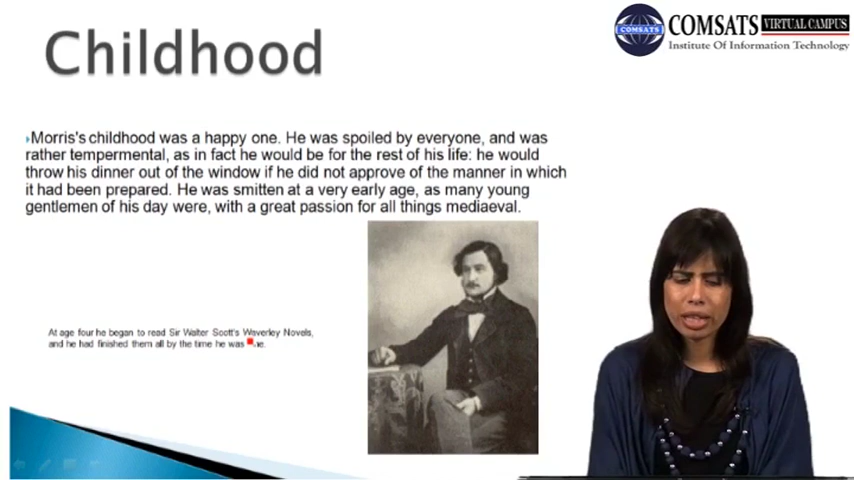 Childhood
COMSATS VIRTUAL CAMPUS
COMSATS
Institute Of Information Technology
Morris's childhood was a happy one. He was spoiled by everyone, and was
rather tempermental, as in fact he would be for the rest of his life: he would
throw his dinner out of the window if he did not approve of the manner in which
it had been prepared. He was smitten at a very early age, as many young
gentlemen of his day were, with a great passion for all things mediaeval.
At age four he began to read Sir Walter Scott's Waverley Novels,
and he had finished them all by the time he was